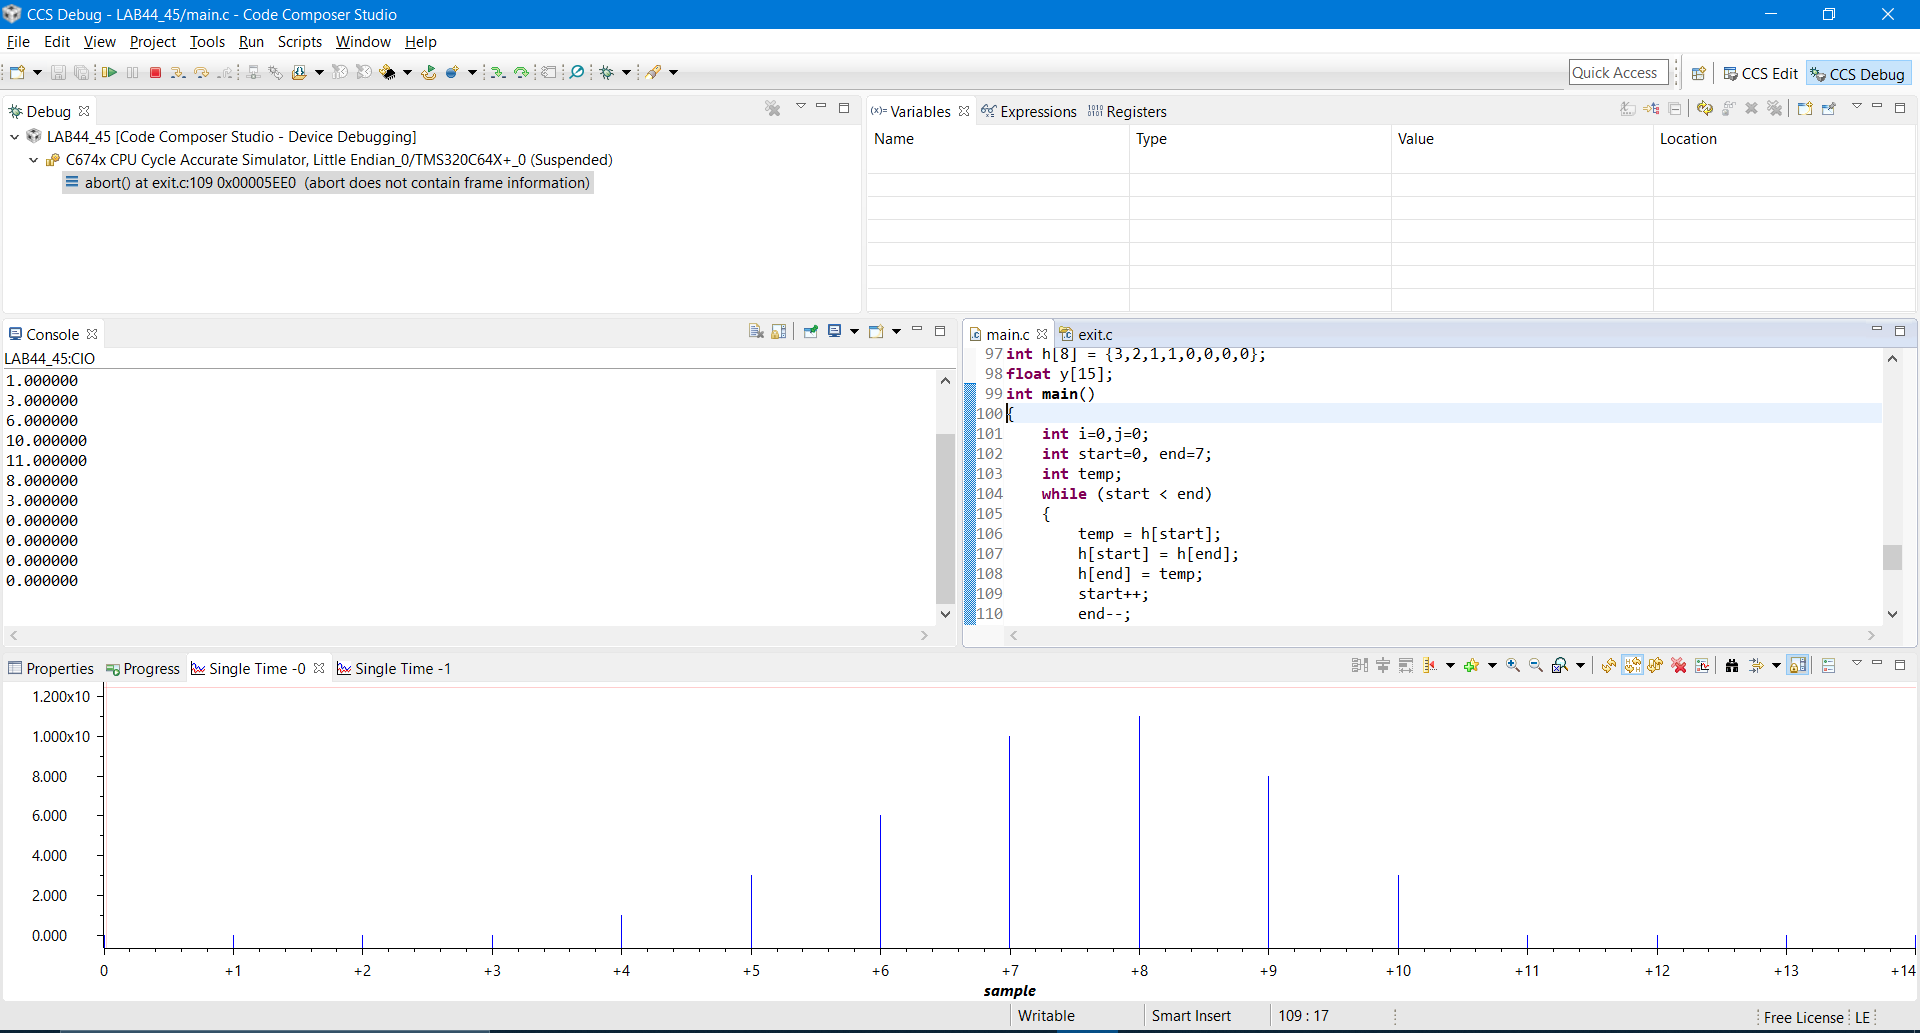 CCS Debug - LAB44_45/main.c - Code Composer Studio
File Edit View Project Tools Run Scripts Window Help
Quick Access CCS Edit CCS Debug
Debug
LAB44_45 [Code Composer Studio - Device Debugging]
C674x CPU Cycle Accurate Simulator, Little Endian_0/TMS320C64X+_0 (Suspended)
abort() at exit.c:109 0x00005EE0 (abort does not contain frame information)
(x)= Variables Expressions 1010 0101 Registers
Name Type Value Location
Console
LAB44_45:CIO
1.000000
3.000000
6.000000
10.000000
11.000000
8.000000
3.000000
0.000000
0.000000
0.000000
0.000000
main.c exit.c
97 int h[8] = {3,2,1,1,0,0,0,0};
98 float y[15];
99 int main()
100 {
101 int i=0,j=0;
102 int start=0, end=7;
103 int temp;
104 while (start < end)
105 {
106 temp = h[start];
107 h[start] = h[end];
108 h[end] = temp;
109 start++;
110 end--;
Properties Progress Single Time -0 Single Time -1
1.200x10
1.000x10
8.000
6.000
4.000
2.000
0.000
0 +1 +2 +3 +4 +5 +6 +7 +8 +9 +10 +11 +12 +13 +14
sample
Writable Smart Insert 109 : 17 Free License LE